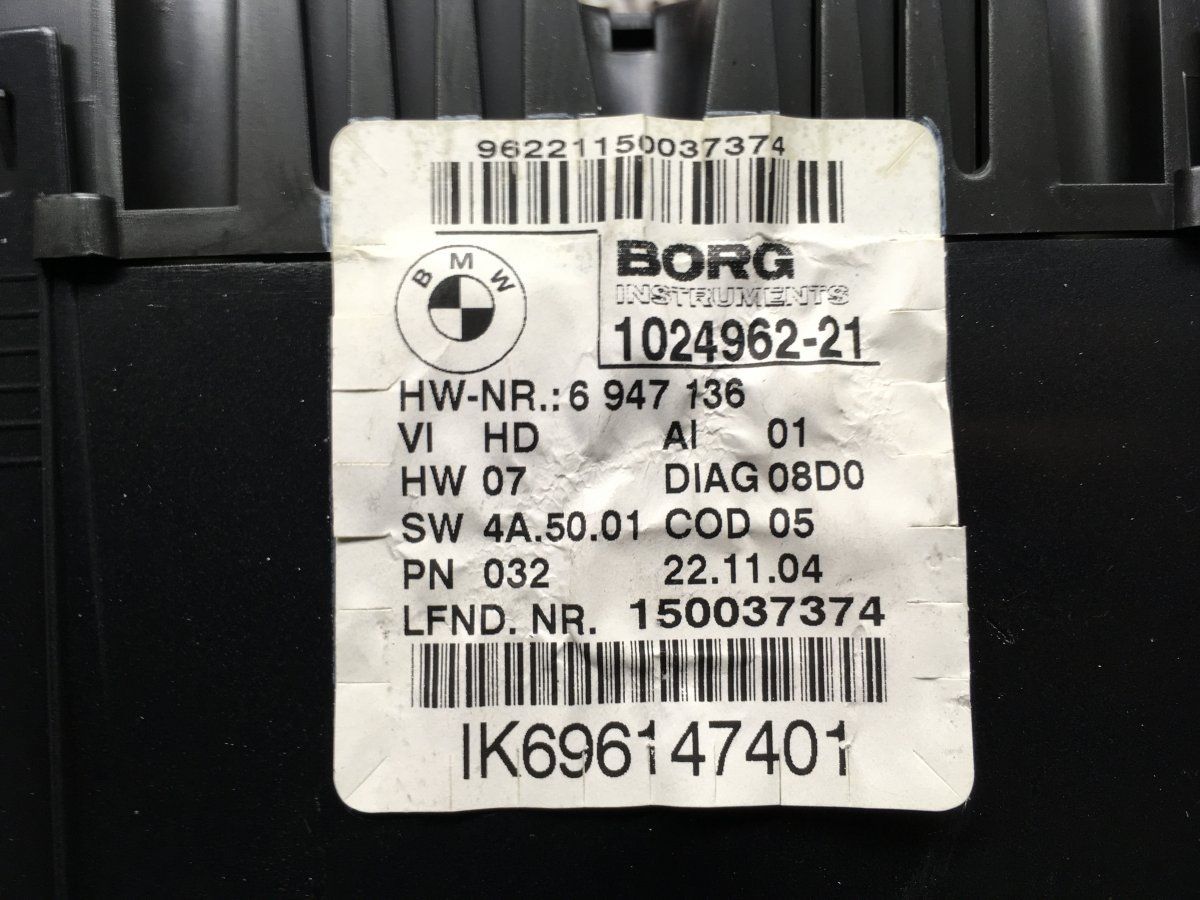 96221150037374
BMW
BORG
INSTRUMENTS
1024962-21
HW-NR.: 6 947 136
VI HD AI 01
HW 07 DIAG 08D0
SW 4A.50.01 COD 05
PN 032 22.11.04
LFND. NR. 150037374
IK696147401